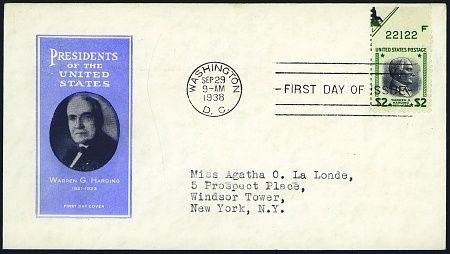 PRESIDENTS
OF THE
UNITED
STATES
WARREN G. HARDING
1921-1923
FIRST DAY COVER
WASHINGTON
SEP 29
9-AM
1938
D. C.
FIRST DAY OF ISSUE
22122 F
UNITED STATES POSTAGE
$2 $2
Miss Agatha C. La Londe,
5 Prospect Place,
Windsor Tower,
New York, N.Y.